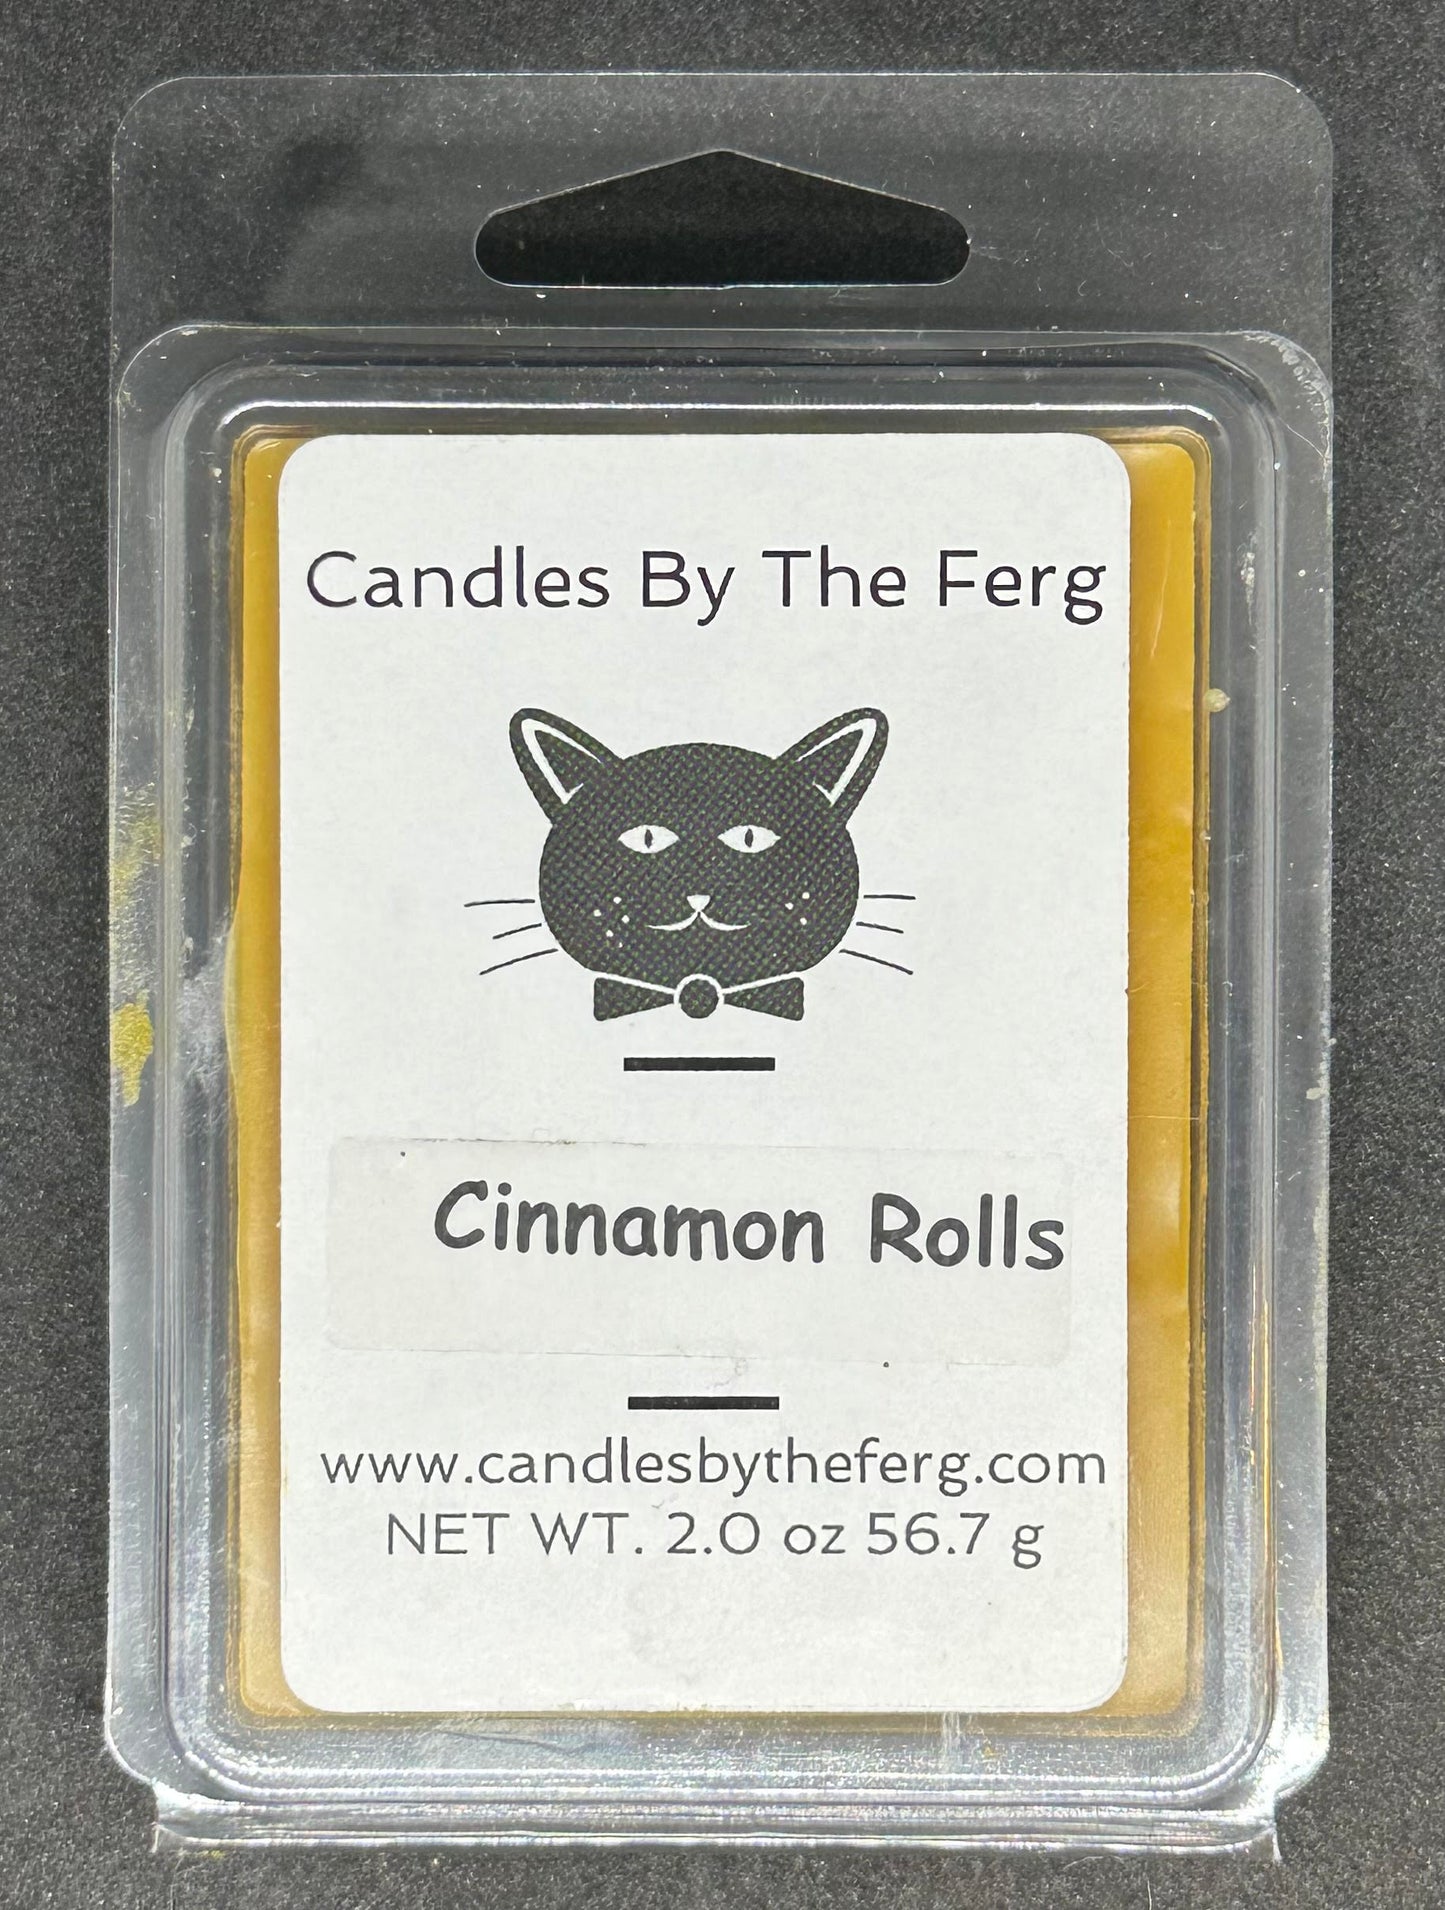 Candles By The Ferg
Cinnamon Rolls
www.candlesbytheferg.com
NET WT. 2.0 oz 56.7 g